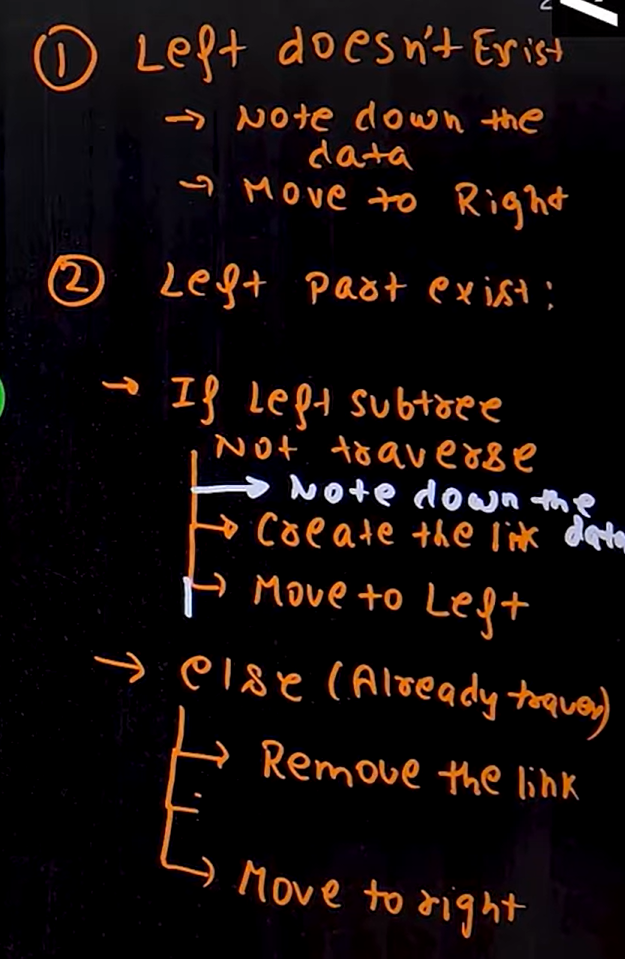 ① Left doesn't Exist
→ Note down the
data
→ Move to Right
② Left part exist:
→ If Left subtree
Not traverse
→ Note down the
→ Create the link data
→ Move to Left
→ else (Already traver)
→ Remove the link
→ Move to right